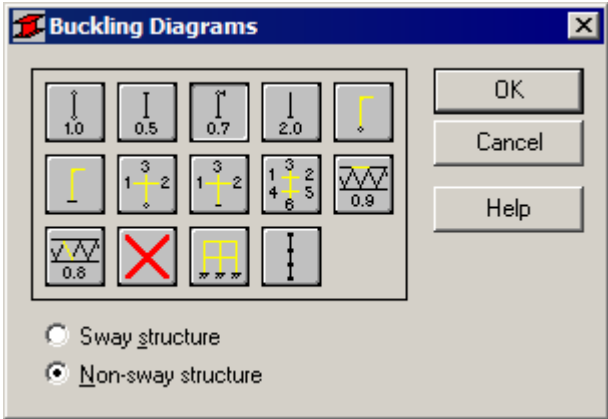 Buckling Diagrams
1.0
0.5
0.7
2.0
OK
Cancel
3
1 2
3
1 2
3
1 2
4 5
6
0.9
Help
0.8
Sway structure
Non-sway structure